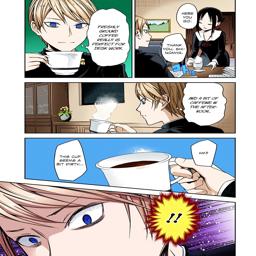 HERE
YOU
GO.
THANK
YOU, SHI-
NOMIYA.
FRESHLY
GROUND
COFFEE
REALLY IS
PERFECT FOR
DESK WORK.
AND A BIT OF
CAFFEINE IN
THE AFTER-
NOON...
HM?
THIS CUP
SEEMS A
BIT DIRTY...
!!